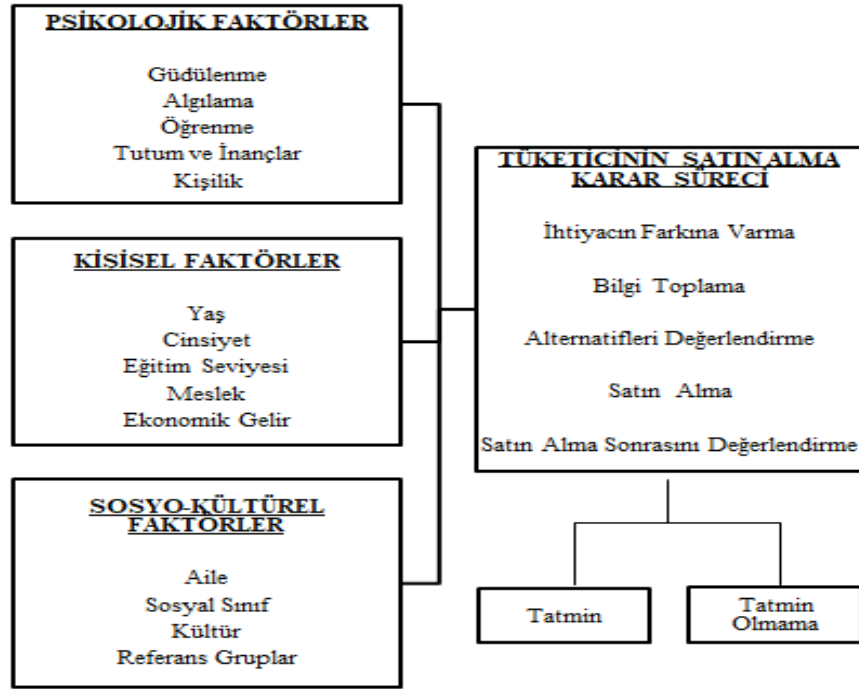 PSİKOLOJİK FAKTÖRLER
Güdülenme
Algılama
Öğrenme
Tutum ve İnançlar
Kişilik
KİŞİSEL FAKTÖRLER
Yaş
Cinsiyet
Eğitim Seviyesi
Meslek
Ekonomik Gelir
SOSYO-KÜLTÜREL
FAKTÖRLER
Aile
Sosyal Sınıf
Kültür
Referans Gruplar
TÜKETİCİNİN SATIN ALMA
KARAR SÜRECİ
İhtiyacın Farkına Varma
Bilgi Toplama
Alternatifleri Değerlendirme
Satın Alma
Satın Alma Sonrasını Değerlendirme
Tatmin
Tatmin
Olmama